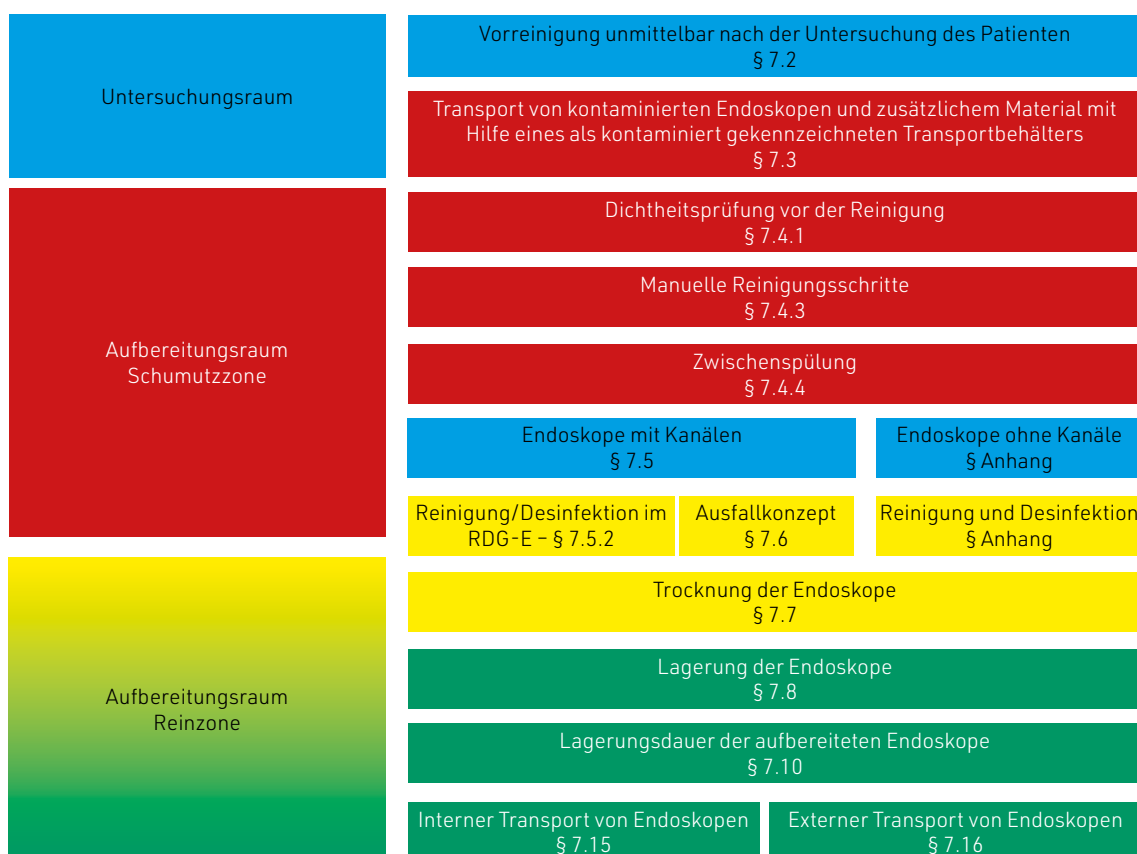 Untersuchungsraum
Vorreinigung unmittelbar nach der Untersuchung des Patienten
§ 7.2
Transport von kontaminierten Endoskopen und zusätzlichem Material mit
Hilfe eines als kontaminiert gekennzeichneten Transportbehälters
§ 7.3
Aufbereitungsraum
Schumutzzone
Dichtheitsprüfung vor der Reinigung
§ 7.4.1
Manuelle Reinigungsschritte
§ 7.4.3
Zwischenspülung
§ 7.4.4
Endoskope mit Kanälen
§ 7.5
Endoskope ohne Kanäle
§ Anhang
Reinigung/Desinfektion im
RDG-E – § 7.5.2
Ausfallkonzept
§ 7.6
Reinigung und Desinfektion
§ Anhang
Aufbereitungsraum
Reinzone
Trocknung der Endoskope
§ 7.7
Lagerung der Endoskope
§ 7.8
Lagerungsdauer der aufbereiteten Endoskope
§ 7.10
Interner Transport von Endoskopen
§ 7.15
Externer Transport von Endoskopen
§ 7.16